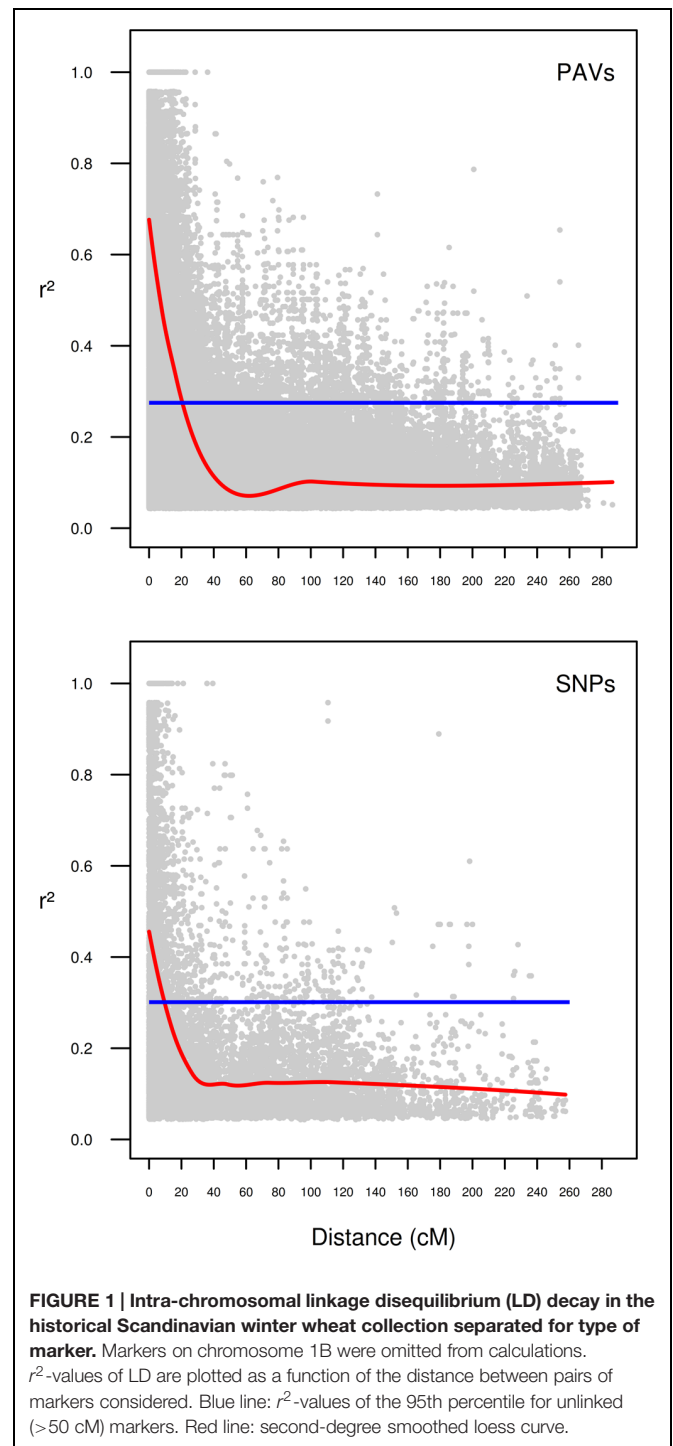 PAVs
1.0
0.8
0.6
r²
0.4
0.2
0.0
0 20 40 60 80 100 120 140 160 180 200 220 240 260 280
SNPs
1.0
0.8
0.6
r²
0.4
0.2
0.0
0 20 40 60 80 100 120 140 160 180 200 220 240 260 280
Distance (cM)
FIGURE 1 | Intra-chromosomal linkage disequilibrium (LD) decay in the
historical Scandinavian winter wheat collection separated for type of
marker. Markers on chromosome 1B were omitted from calculations.
r²-values of LD are plotted as a function of the distance between pairs of
markers considered. Blue line: r²-values of the 95th percentile for unlinked
(>50 cM) markers. Red line: second-degree smoothed loess curve.